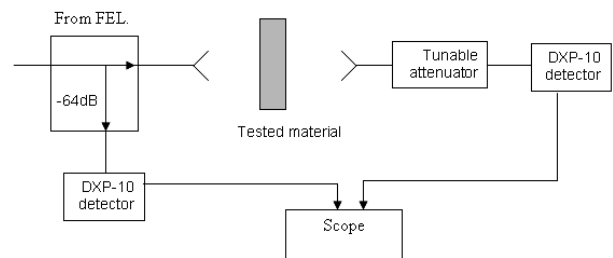 From FEL.
-64dB
Tested material
Tunable
attenuator
DXP-10
detector
DXP-10
detector
Scope